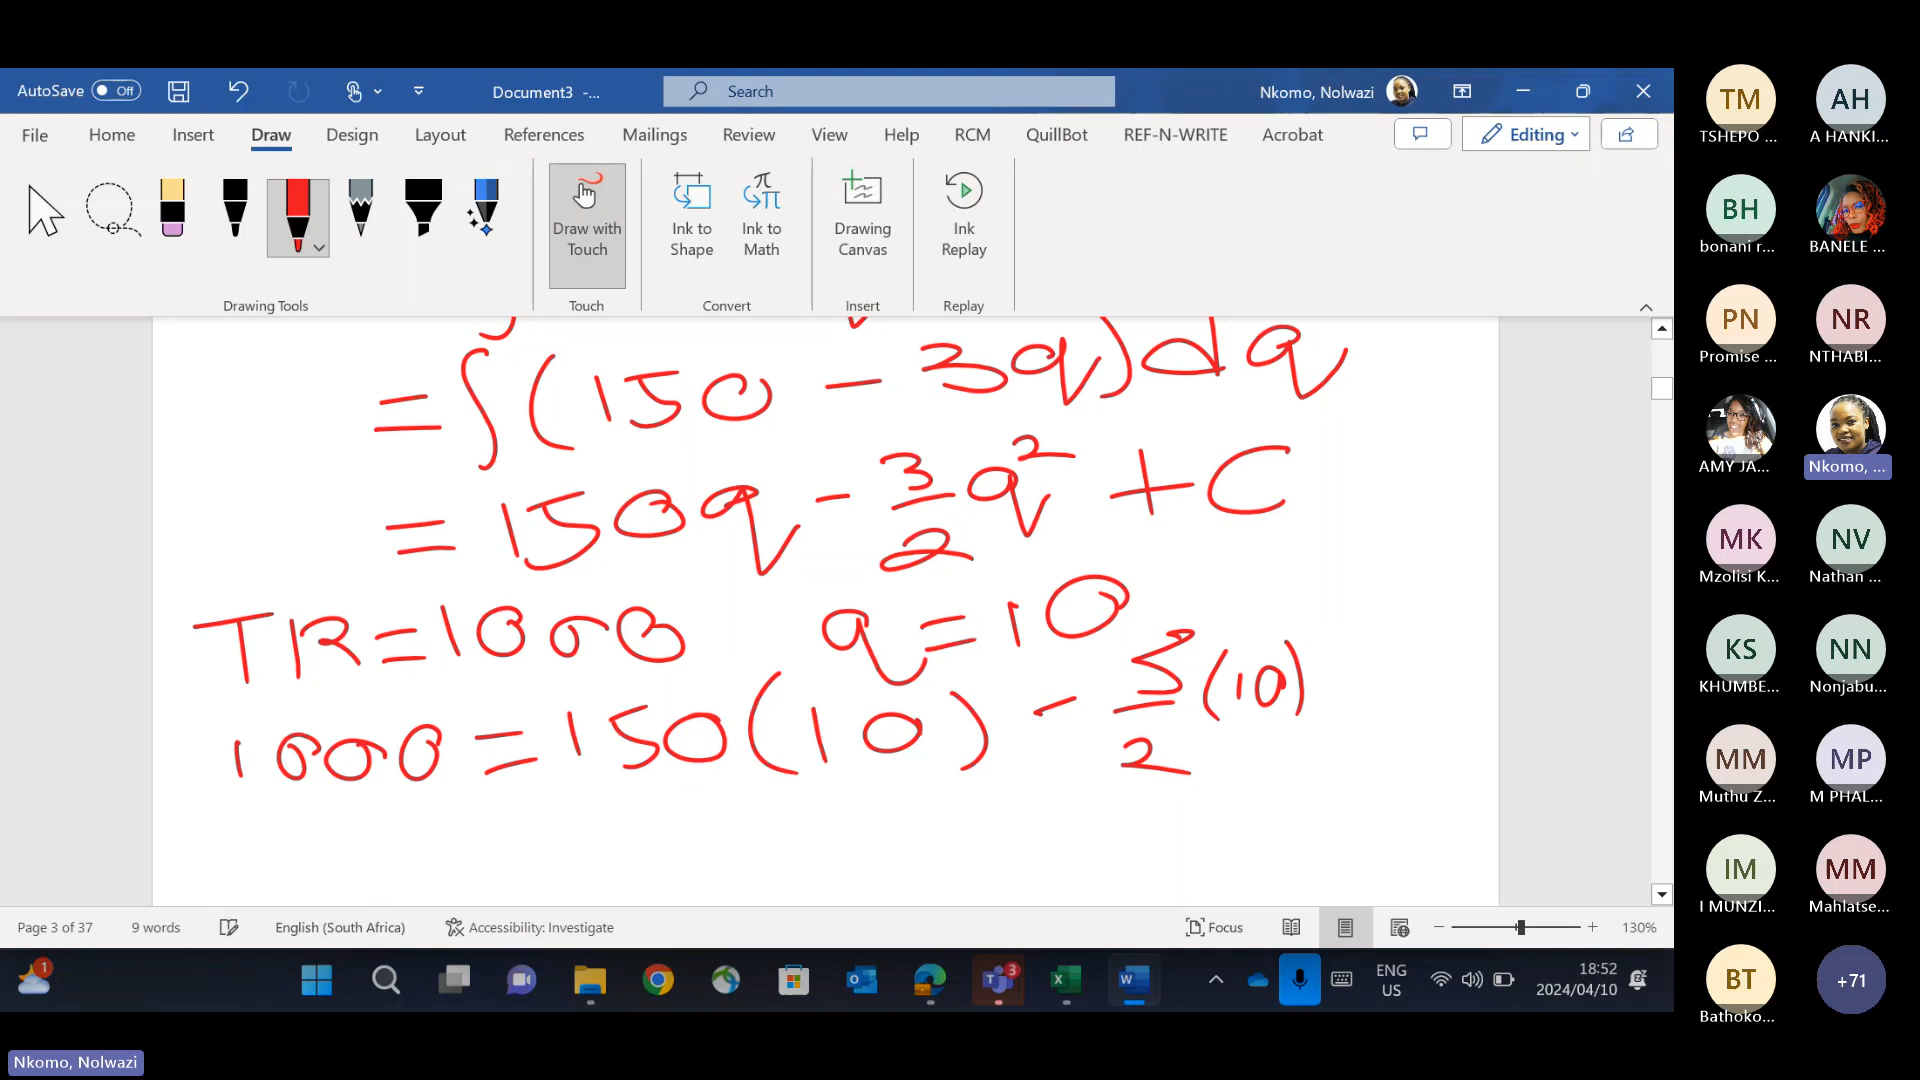 AutoSave Off Document3 -... Search Nkomo, Nolwazi
File Home Insert Draw Design Layout References Mailings Review View Help RCM QuillBot REF-N-WRITE Acrobat Editing
Draw with Touch
Ink to Shape
Ink to Math
Drawing Canvas
Ink Replay
Drawing Tools Touch Convert Insert Replay
= ∫(150 - 3q)dq
= 150q - 3/2 q² + C
TR = 1000 q = 10
1000 = 150(10) - 3/2 (10)
Page 3 of 37 9 words English (South Africa) Accessibility: Investigate Focus 130%
1 3 ENG US 18:52 2024/04/10
Nkomo, Nolwazi
TM AH
TSHEPO ... A HANKI...
BH
bonani r... BANELE ...
PN NR
Promise ... NTHABI...
AMY JA... Nkomo, ...
MK NV
Mzolisi K... Nathan ...
KS NN
KHUMBE... Nonjabu...
MM MP
Muthu Z... M PHAL...
IM MM
I MUNZI... Mahlatse...
BT +71
Bathoko...